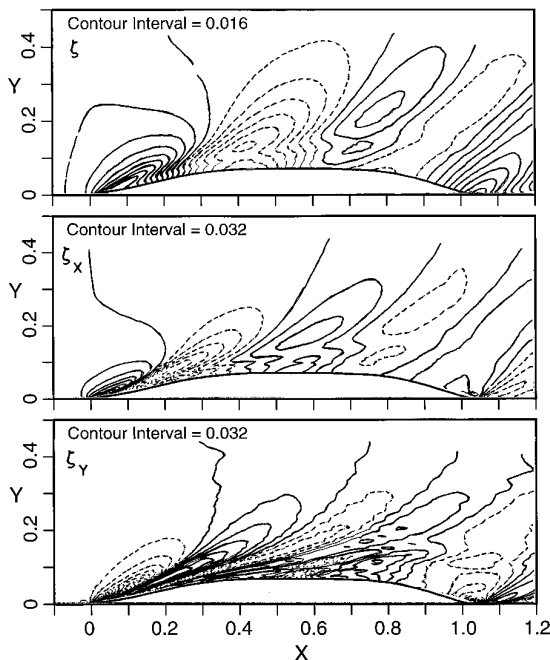 Contour Interval = 0.016
ζ
Y
0.4
0.2
0
Contour Interval = 0.032
ζX
Y
0.4
0.2
0
Contour Interval = 0.032
ζY
Y
0.4
0.2
0
0 0.2 0.4 0.6 0.8 1.0 1.2
X